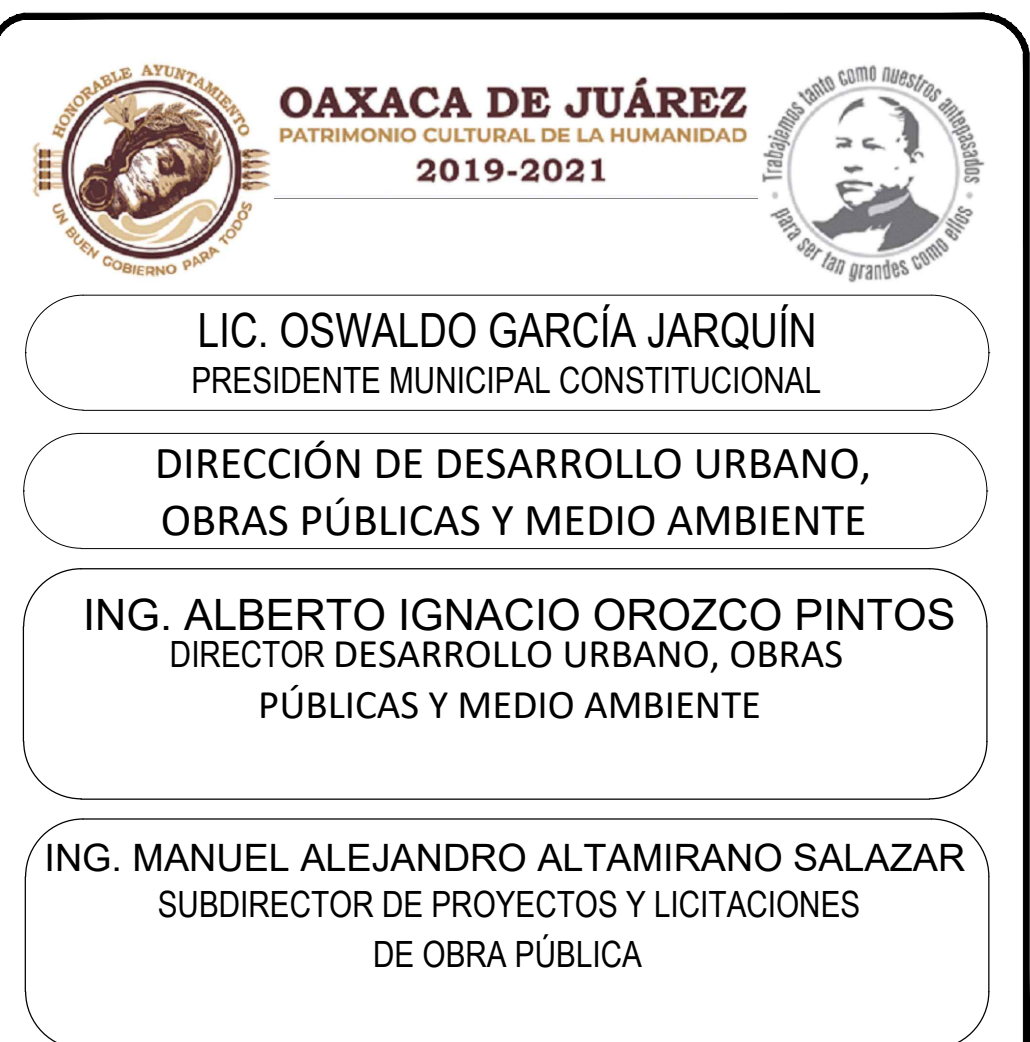 HONORABLE AYUNTAMIENTO
UN BUEN GOBIERNO PARA TODOS
OAXACA DE JUÁREZ
PATRIMONIO CULTURAL DE LA HUMANIDAD
2019-2021
Trabajemos tanto como nuestros antepasados
para ser tan grandes como ellos
LIC. OSWALDO GARCÍA JARQUÍN
PRESIDENTE MUNICIPAL CONSTITUCIONAL
DIRECCIÓN DE DESARROLLO URBANO,
OBRAS PÚBLICAS Y MEDIO AMBIENTE
ING. ALBERTO IGNACIO OROZCO PINTOS
DIRECTOR DESARROLLO URBANO, OBRAS
PÚBLICAS Y MEDIO AMBIENTE
ING. MANUEL ALEJANDRO ALTAMIRANO SALAZAR
SUBDIRECTOR DE PROYECTOS Y LICITACIONES
DE OBRA PÚBLICA